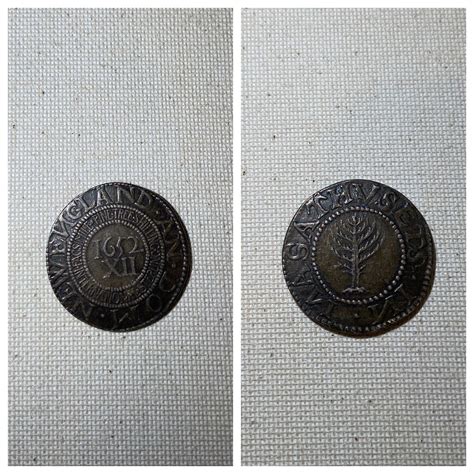 NEWENGLAND·AN·DOM
1652
XII
MASATHVSETS·IN·